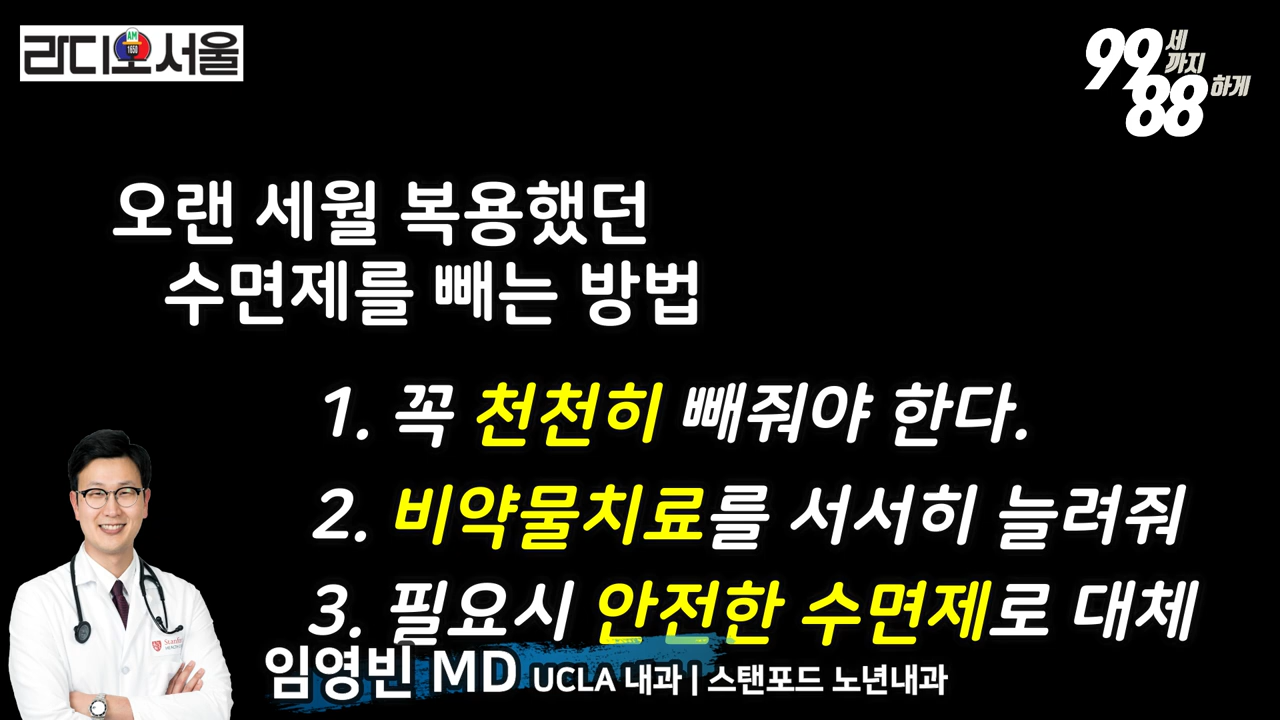 라디오서울
AM
1650
99세
까지
88하게
오랜 세월 복용했던
수면제를 빼는 방법
1. 꼭 천천히 빼줘야 한다.
2. 비약물치료를 서서히 늘려줘
3. 필요시 안전한 수면제로 대체
임영빈 MD UCLA 내과 | 스탠포드 노년내과